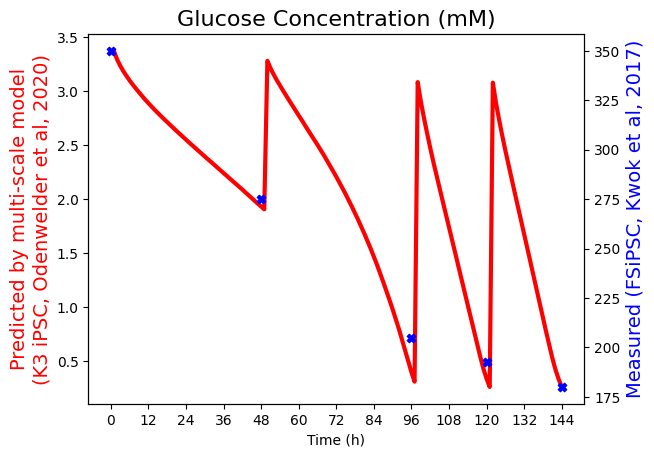 Glucose Concentration (mM)
Predicted by multi-scale model
(K3 iPSC, Odenwelder et al, 2020)
3.5
3.0
2.5
2.0
1.5
1.0
0.5
350
325
300
275
250
225
200
175
Measured (FSiPSC, Kwok et al, 2017)
0 12 24 36 48 60 72 84 96 108 120 132 144
Time (h)